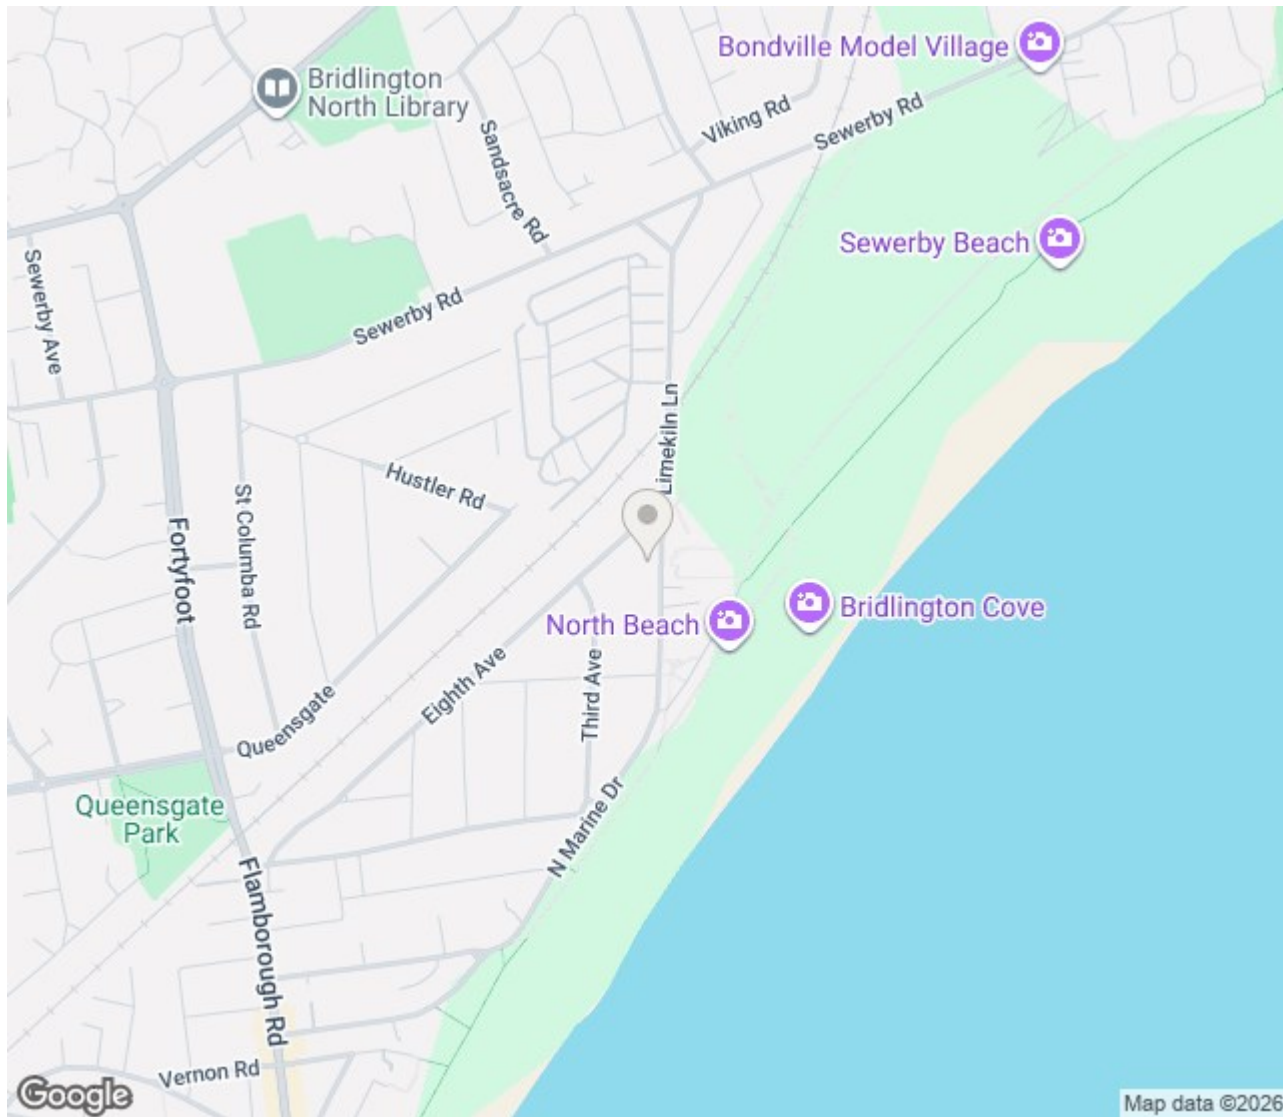 Bondville Model Village
Bridlington
North Library
Viking Rd
Sewerby Rd
Sandsacre Rd
Sewerby Beach
Sewerby Ave
Sewerby Rd
Limekiln Ln
Hustler Rd
St Columba Rd
Fortyfoot
Bridlington Cove
North Beach
Eighth Ave
Third Ave
Queensgate
Queensgate
Park
N Marine Dr
Flamborough Rd
Vernon Rd
Google
Map data ©2026